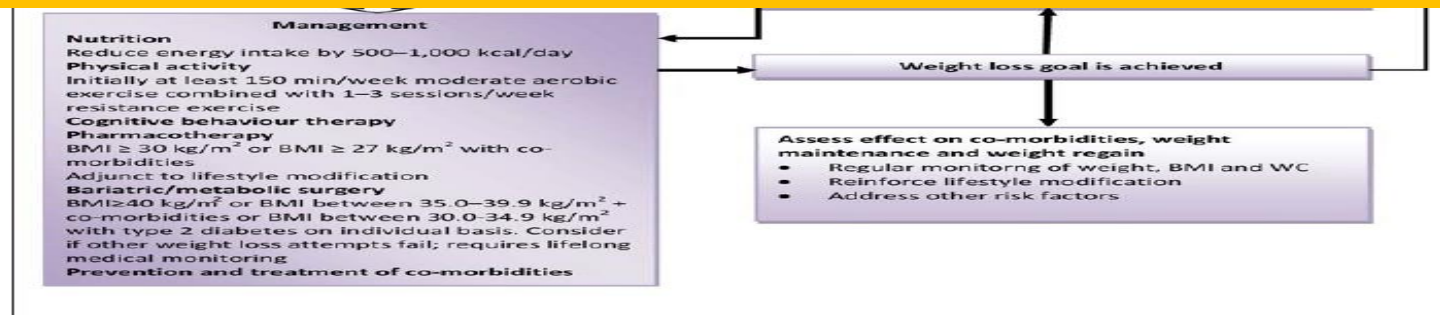 Management
Nutrition
Reduce energy intake by 500–1,000 kcal/day
Physical activity
Initially at least 150 min/week moderate aerobic
exercise combined with 1–3 sessions/week
resistance exercise
Cognitive behaviour therapy
Pharmacotherapy
BMI ≥ 30 kg/m² or BMI ≥ 27 kg/m² with co-
morbidities
Adjunct to lifestyle modification
Bariatric/metabolic surgery
BMI≥40 kg/m² or BMI between 35.0–39.9 kg/m² +
co-morbidities or BMI between 30.0-34.9 kg/m²
with type 2 diabetes on individual basis. Consider
if other weight loss attempts fail; requires lifelong
medical monitoring
Prevention and treatment of co-morbidities
Weight loss goal is achieved
Assess effect on co-morbidities, weight
maintenance and weight regain
• Regular monitorng of weight, BMI and WC
• Reinforce lifestyle modification
• Address other risk factors